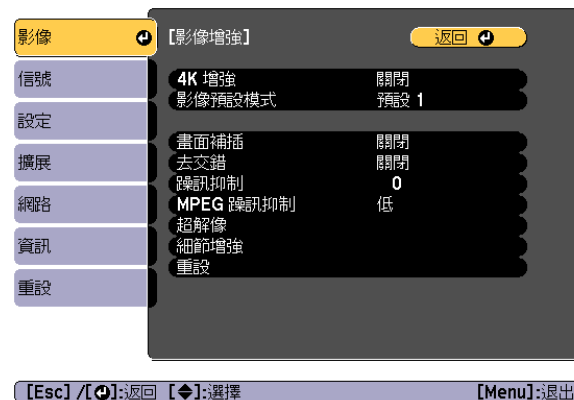 影像
信號
設定
擴展
網路
資訊
重設
[影像增強]
返回
4K 增強 關閉
影像預設模式 預設 1
畫面補插 關閉
去交錯 關閉
躁訊抑制 0
MPEG 躁訊抑制 低
超解像
細節增強
重設
[Esc] /[]:返回 [◆]:選擇 [Menu]:退出